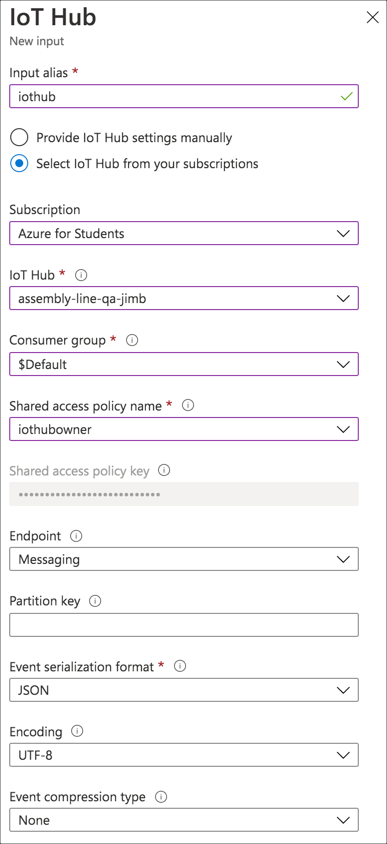 IoT Hub
New input
Input alias *
iothub
Provide IoT Hub settings manually
Select IoT Hub from your subscriptions
Subscription
Azure for Students
IoT Hub *
assembly-line-qa-jimb
Consumer group *
$Default
Shared access policy name *
iothubowner
Shared access policy key
••••••••••••••••••••••••••••
Endpoint
Messaging
Partition key
Event serialization format *
JSON
Encoding
UTF-8
Event compression type
None